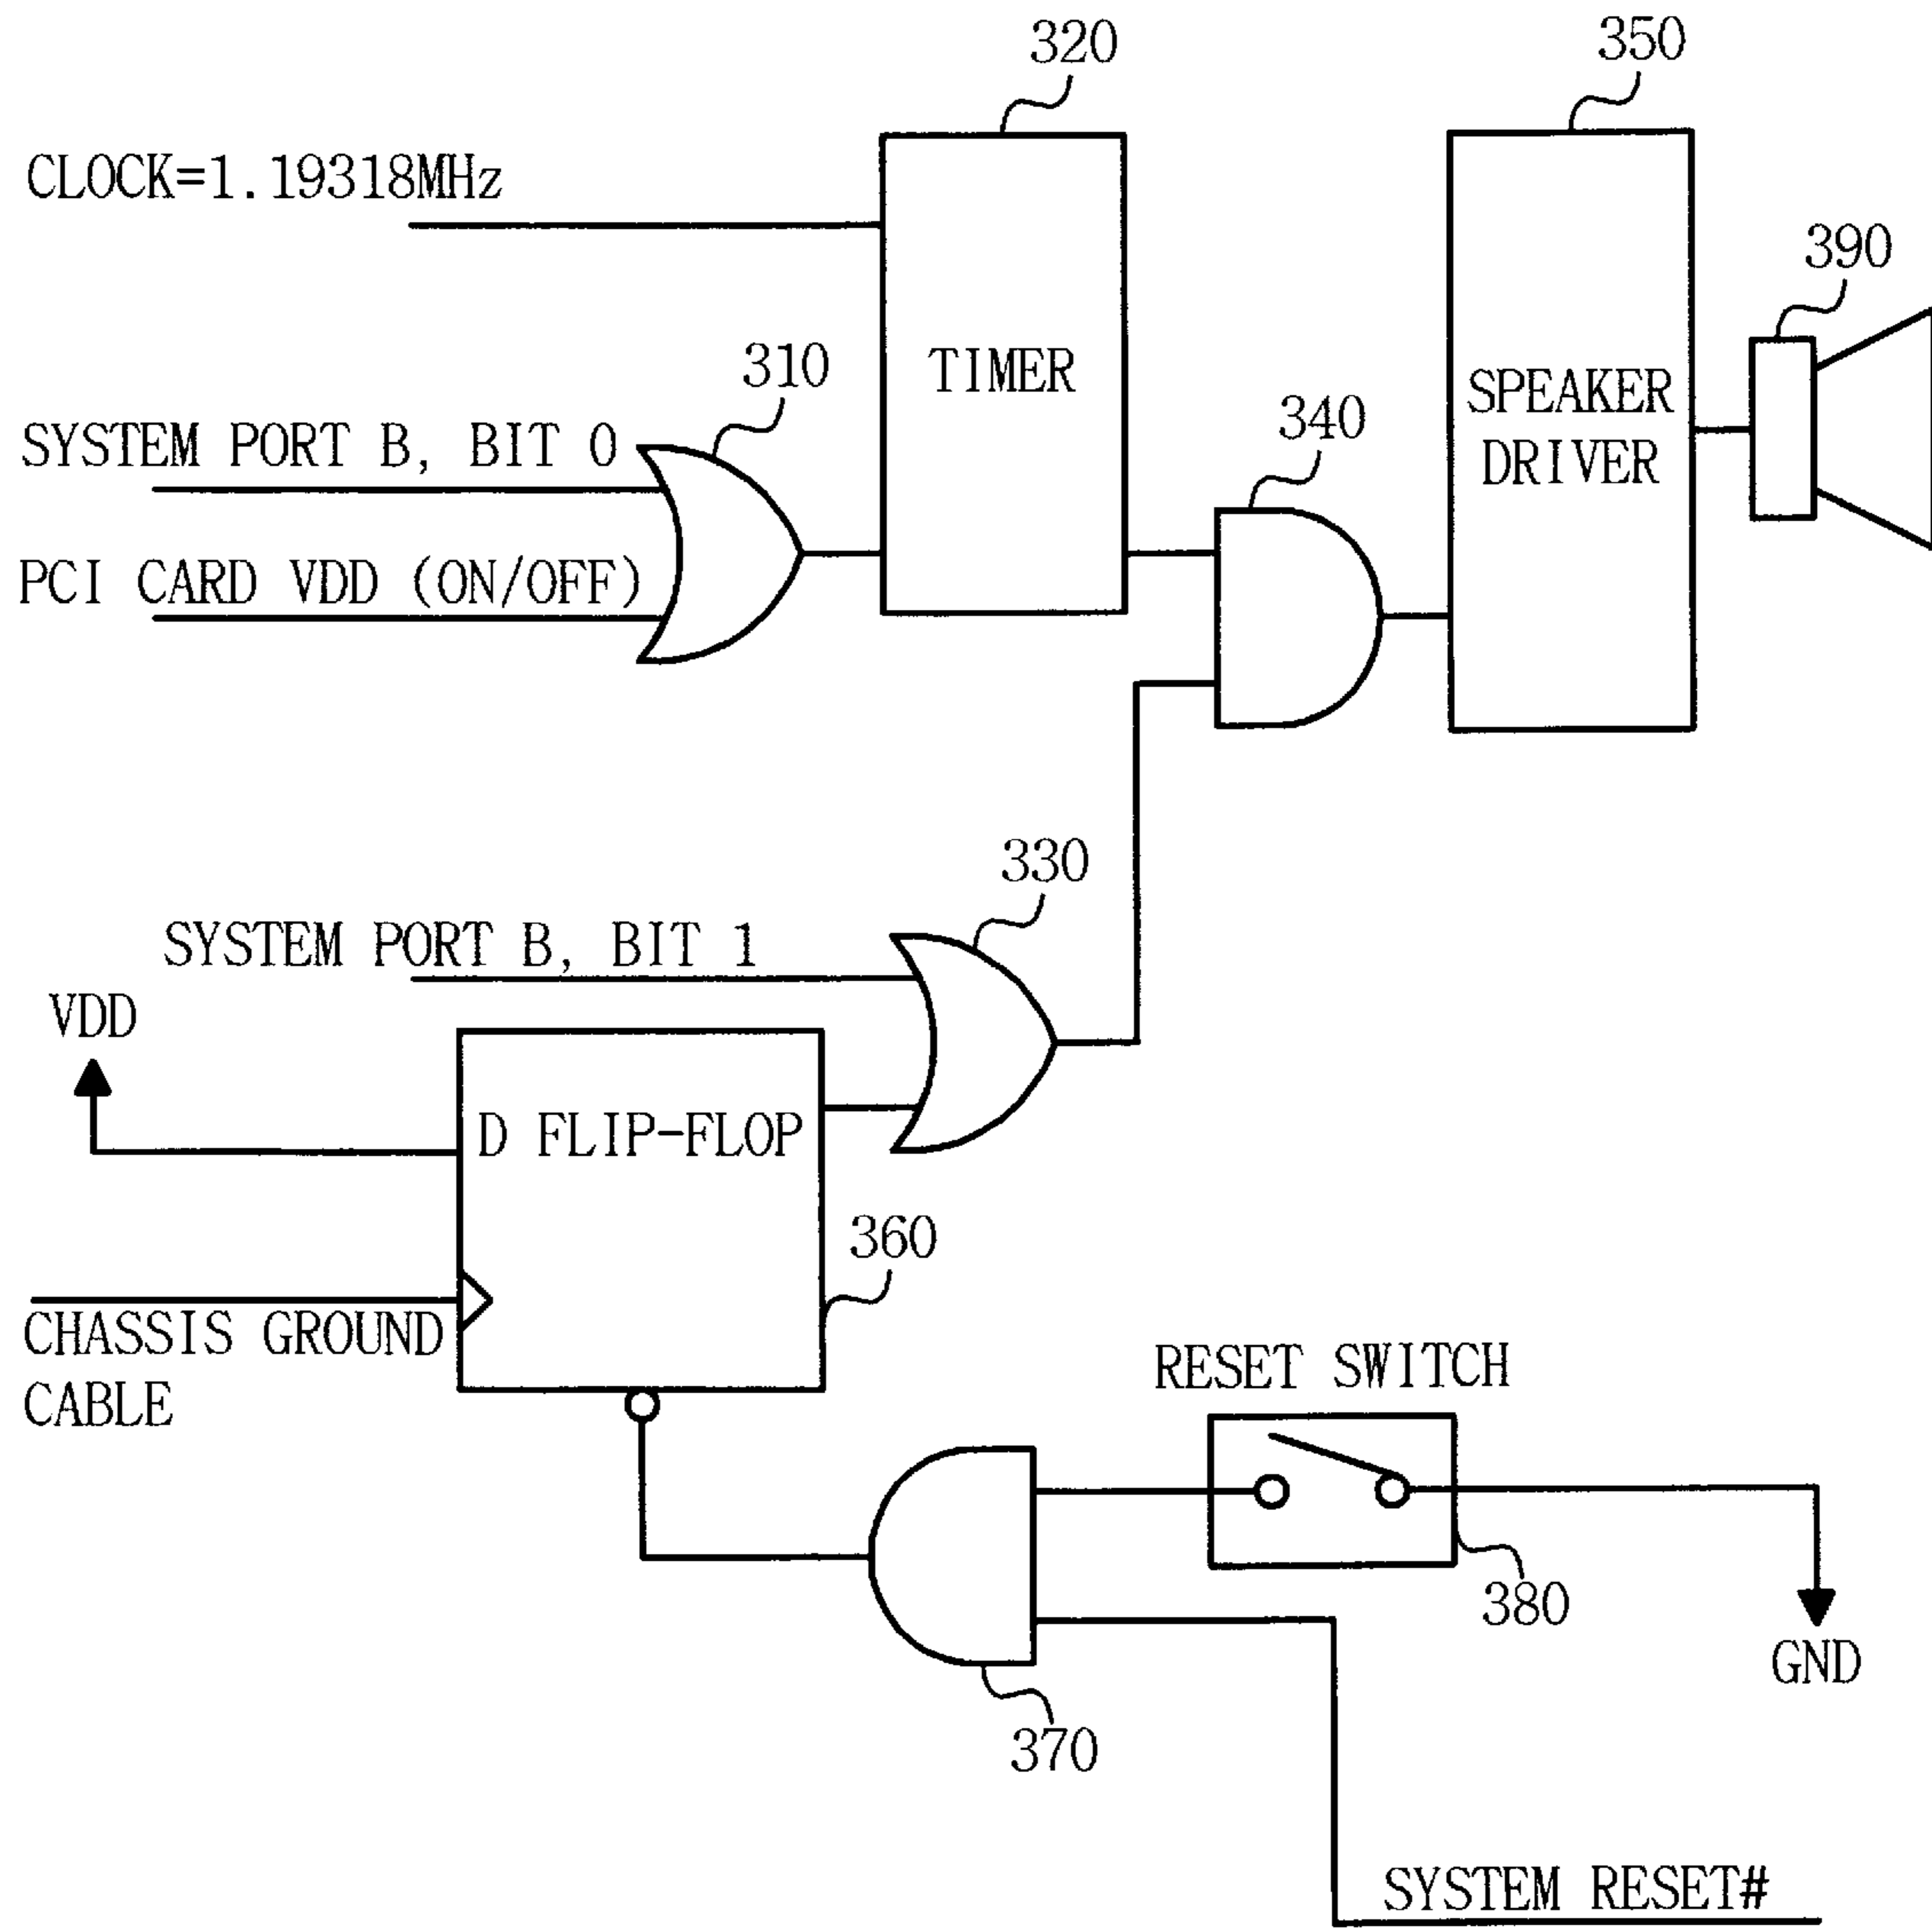 320
350
CLOCK=1.19318MHz
390
310
TIMER
SPEAKER
DRIVER
340
SYSTEM PORT B, BIT 0
PCI CARD VDD (ON/OFF)
330
SYSTEM PORT B, BIT 1
VDD
D FLIP-FLOP
360
CHASSIS GROUND
CABLE
RESET SWITCH
380
GND
370
SYSTEM RESET#